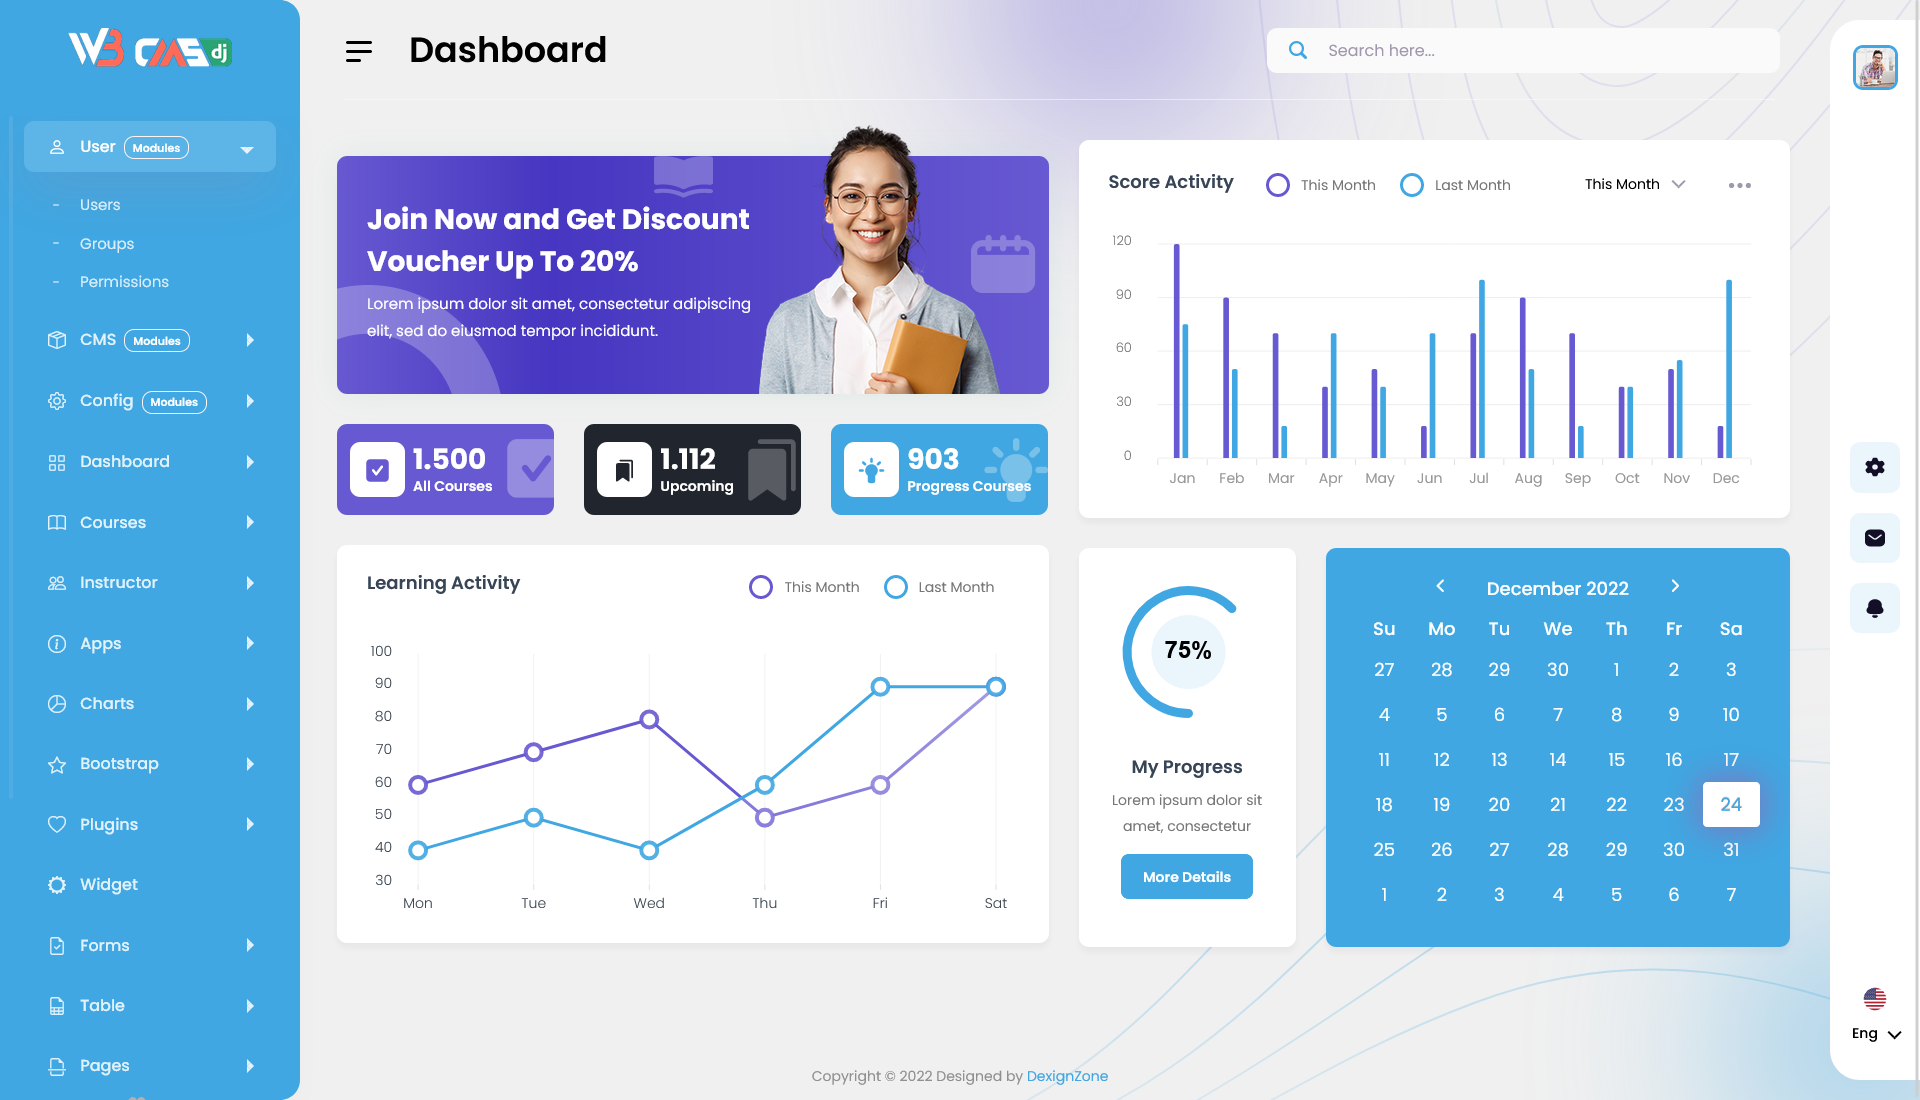 W3 CMS dj
User Modules
- Users
- Groups
- Permissions
CMS Modules
Config Modules
Dashboard
Courses
Instructor
Apps
Charts
Bootstrap
Plugins
Widget
Forms
Table
Pages
Dashboard
Search here...
Join Now and Get Discount
Voucher Up To 20%
Lorem ipsum dolor sit amet, consectetur adipiscing
elit, sed do eiusmod tempor incididunt.
1.500
All Courses
1.112
Upcoming
903
Progress Courses
Score Activity
This Month
Last Month
This Month
120
90
60
30
0
Jan Feb Mar Apr May Jun Jul Aug Sep Oct Nov Dec
Learning Activity
This Month
Last Month
100
90
80
70
60
50
40
30
Mon Tue Wed Thu Fri Sat
75%
My Progress
Lorem ipsum dolor sit
amet, consectetur
More Details
December 2022
Su Mo Tu We Th Fr Sa
27 28 29 30 1 2 3
4 5 6 7 8 9 10
11 12 13 14 15 16 17
18 19 20 21 22 23 24
25 26 27 28 29 30 31
1 2 3 4 5 6 7
Eng
Copyright © 2022 Designed by DexignZone